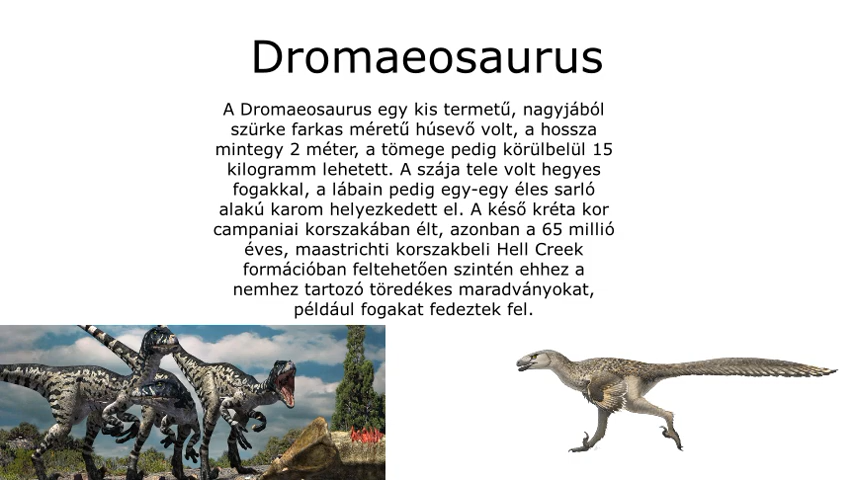 Dromaeosaurus
A Dromaeosaurus egy kis termetű, nagyjából
szürke farkas méretű húsevő volt, a hossza
mintegy 2 méter, a tömege pedig körülbelül 15
kilogramm lehetett. A szája tele volt hegyes
fogakkal, a lábain pedig egy-egy éles sarló
alakú karom helyezkedett el. A késő kréta kor
campaniai korszakában élt, azonban a 65 millió
éves, maastrichti korszakbeli Hell Creek
formációban feltehetően szintén ehhez a
nemhez tartozó töredékes maradványokat,
például fogakat fedeztek fel.